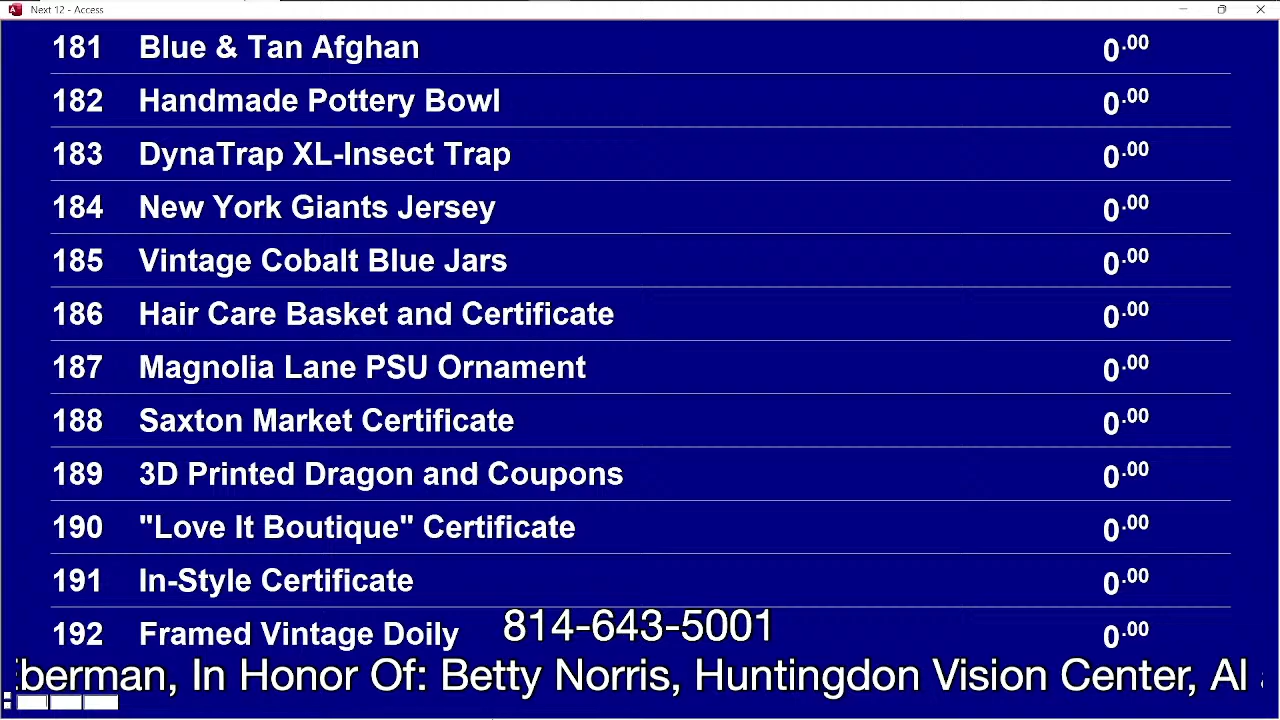 Next 12 - Access
181 Blue & Tan Afghan 0.00
182 Handmade Pottery Bowl 0.00
183 DynaTrap XL-Insect Trap 0.00
184 New York Giants Jersey 0.00
185 Vintage Cobalt Blue Jars 0.00
186 Hair Care Basket and Certificate 0.00
187 Magnolia Lane PSU Ornament 0.00
188 Saxton Market Certificate 0.00
189 3D Printed Dragon and Coupons 0.00
190 "Love It Boutique" Certificate 0.00
191 In-Style Certificate 0.00
192 Framed Vintage Doily 0.00
814-643-5001
berman, In Honor Of: Betty Norris, Huntingdon Vision Center, Al